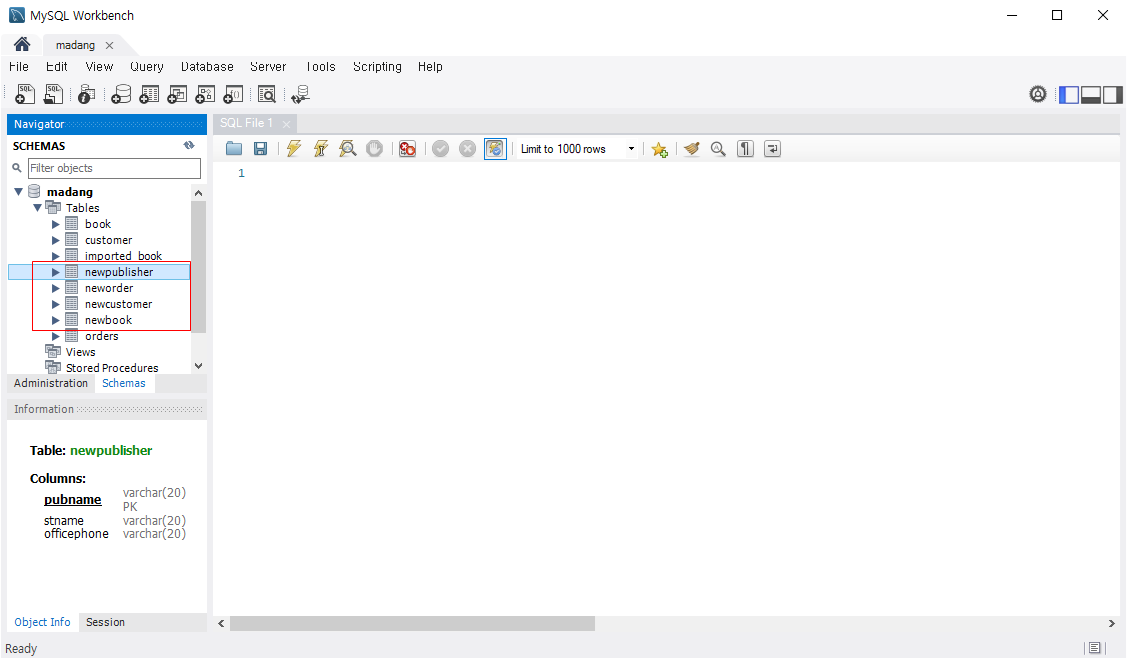 MySQL Workbench
madang
File Edit View Query Database Server Tools Scripting Help
Navigator
SQL File 1
SCHEMAS
Limit to 1000 rows
Filter objects
1
madang
Tables
book
customer
imported_book
newpublisher
neworder
newcustomer
newbook
orders
Views
Stored Procedures
Administration Schemas
Information
Table: newpublisher
Columns:
pubname varchar(20)
PK
stname varchar(20)
officephone varchar(20)
Object Info Session
Ready